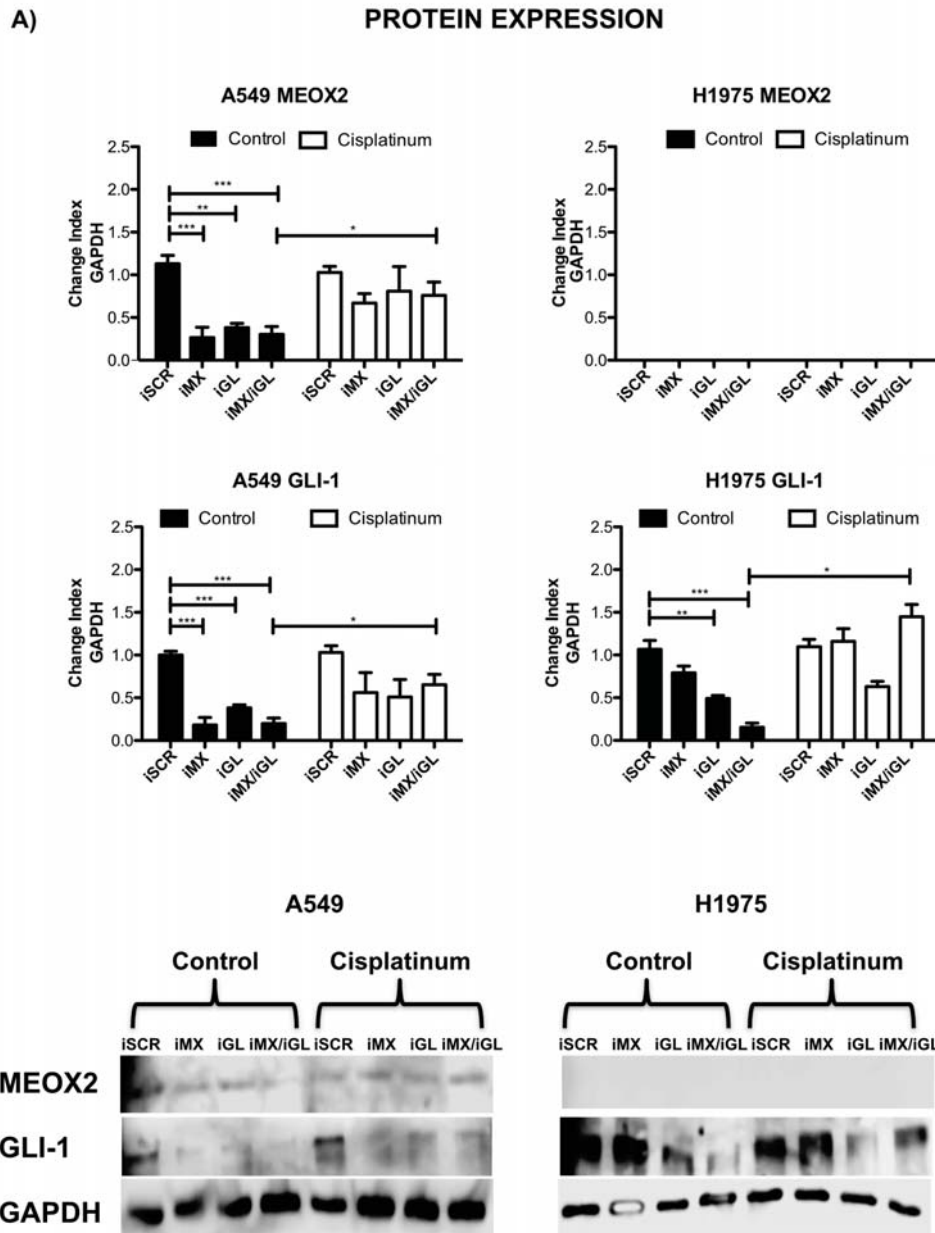 A)
PROTEIN EXPRESSION
A549 MEOX2
Control Cisplatinum
Change Index
GAPDH
2.5
2.0
1.5
1.0
0.5
0.0
***
**
***
*
iSCR iMX iGL iMX/iGL iSCR iMX iGL iMX/iGL
H1975 MEOX2
Control Cisplatinum
Change Index
GAPDH
2.5
2.0
1.5
1.0
0.5
0.0
iSCR iMX iGL iMX/iGL iSCR iMX iGL iMX/iGL
A549 GLI-1
Control Cisplatinum
Change Index
GAPDH
2.5
2.0
1.5
1.0
0.5
0.0
***
***
***
*
iSCR iMX iGL iMX/iGL iSCR iMX iGL iMX/iGL
H1975 GLI-1
Control Cisplatinum
Change Index
GAPDH
2.5
2.0
1.5
1.0
0.5
0.0
*
***
**
iSCR iMX iGL iMX/iGL iSCR iMX iGL iMX/iGL
A549 H1975
Control Cisplatinum Control Cisplatinum
iSCR iMX iGL iMX/iGL iSCR iMX iGL iMX/iGL iSCR iMX iGL iMX/iGL iSCR iMX iGL iMX/iGL
MEOX2
GLI-1
GAPDH